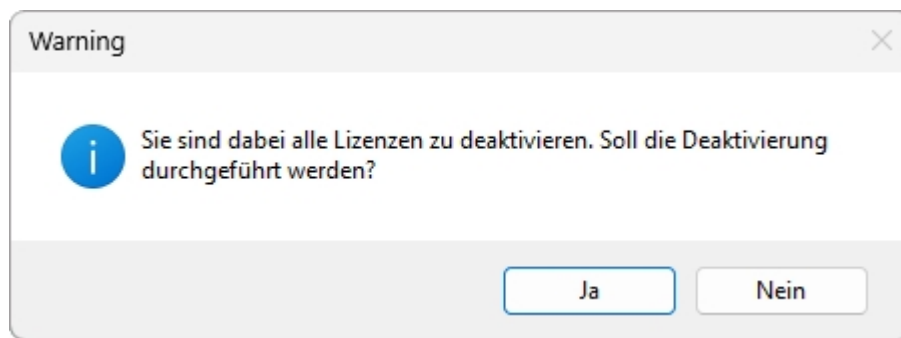 Warning
Sie sind dabei alle Lizenzen zu deaktivieren. Soll die Deaktivierung
durchgeführt werden?
Ja
Nein